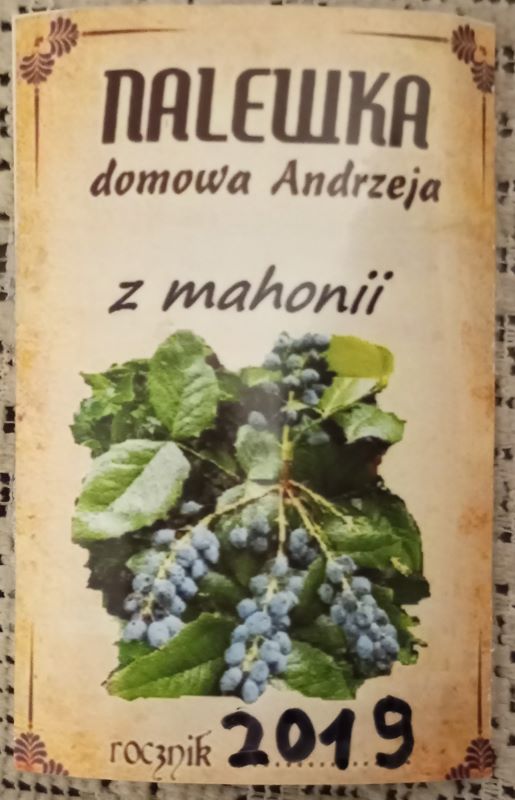 NALEWKA
domowa Andrzeja
z mahonii
rocznik 2019